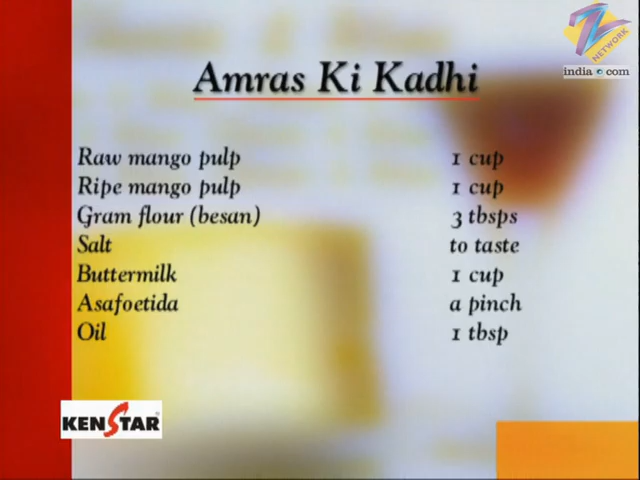 Z
NETWORK
india.com
Amras Ki Kadhi
Raw mango pulp 1 cup
Ripe mango pulp 1 cup
Gram flour (besan) 3 tbsps
Salt to taste
Buttermilk 1 cup
Asafoetida a pinch
Oil 1 tbsp
KENSTAR